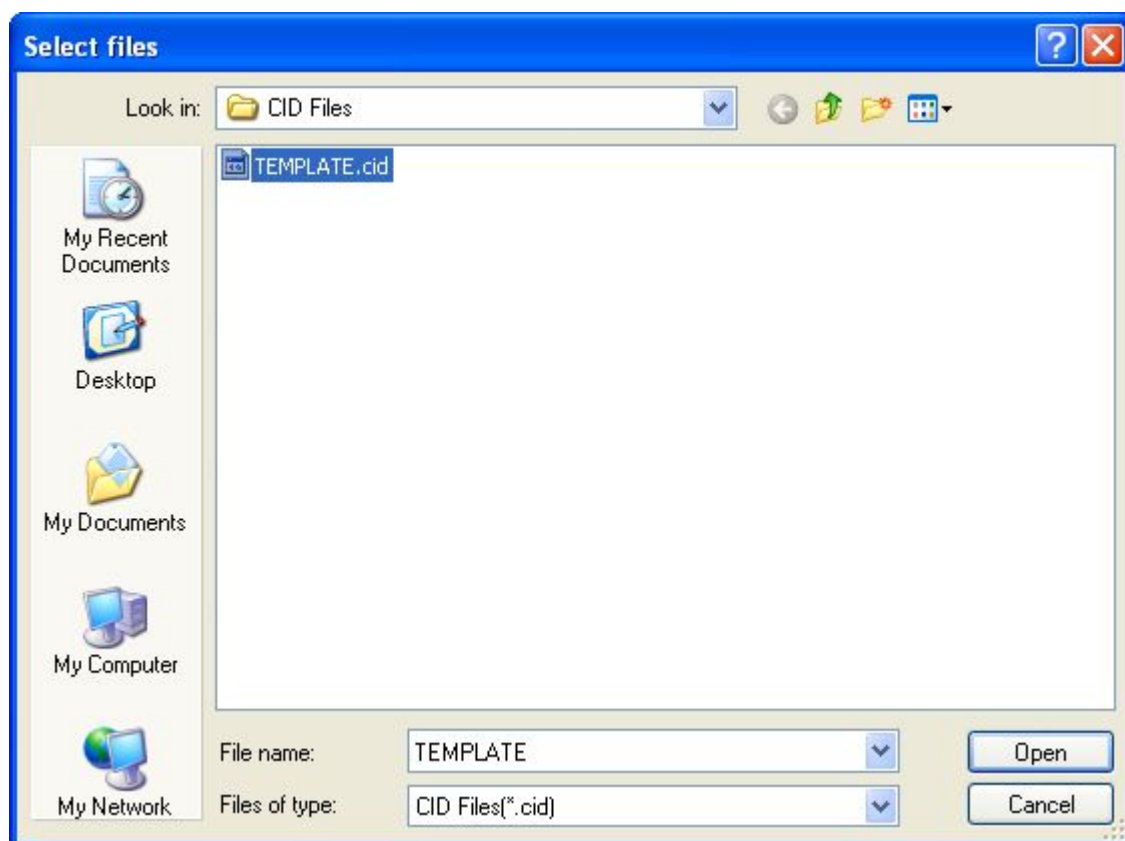 Select files
Look in: CID Files
TEMPLATE.cid
My Recent
Documents
Desktop
My Documents
My Computer
My Network
File name: TEMPLATE Open
Files of type: CID Files(*.cid) Cancel